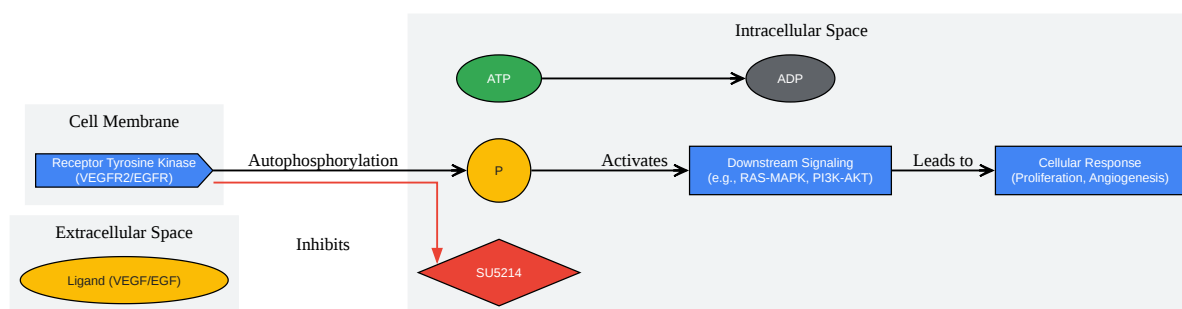 Intracellular Space
ATP
ADP
Cell Membrane
Receptor Tyrosine Kinase
(VEGFR2/EGFR)
Autophosphorylation
P
Activates
Downstream Signaling
(e.g., RAS-MAPK, PI3K-AKT)
Leads to
Cellular Response
(Proliferation, Angiogenesis)
Extracellular Space
Ligand (VEGF/EGF)
Inhibits
SU5214